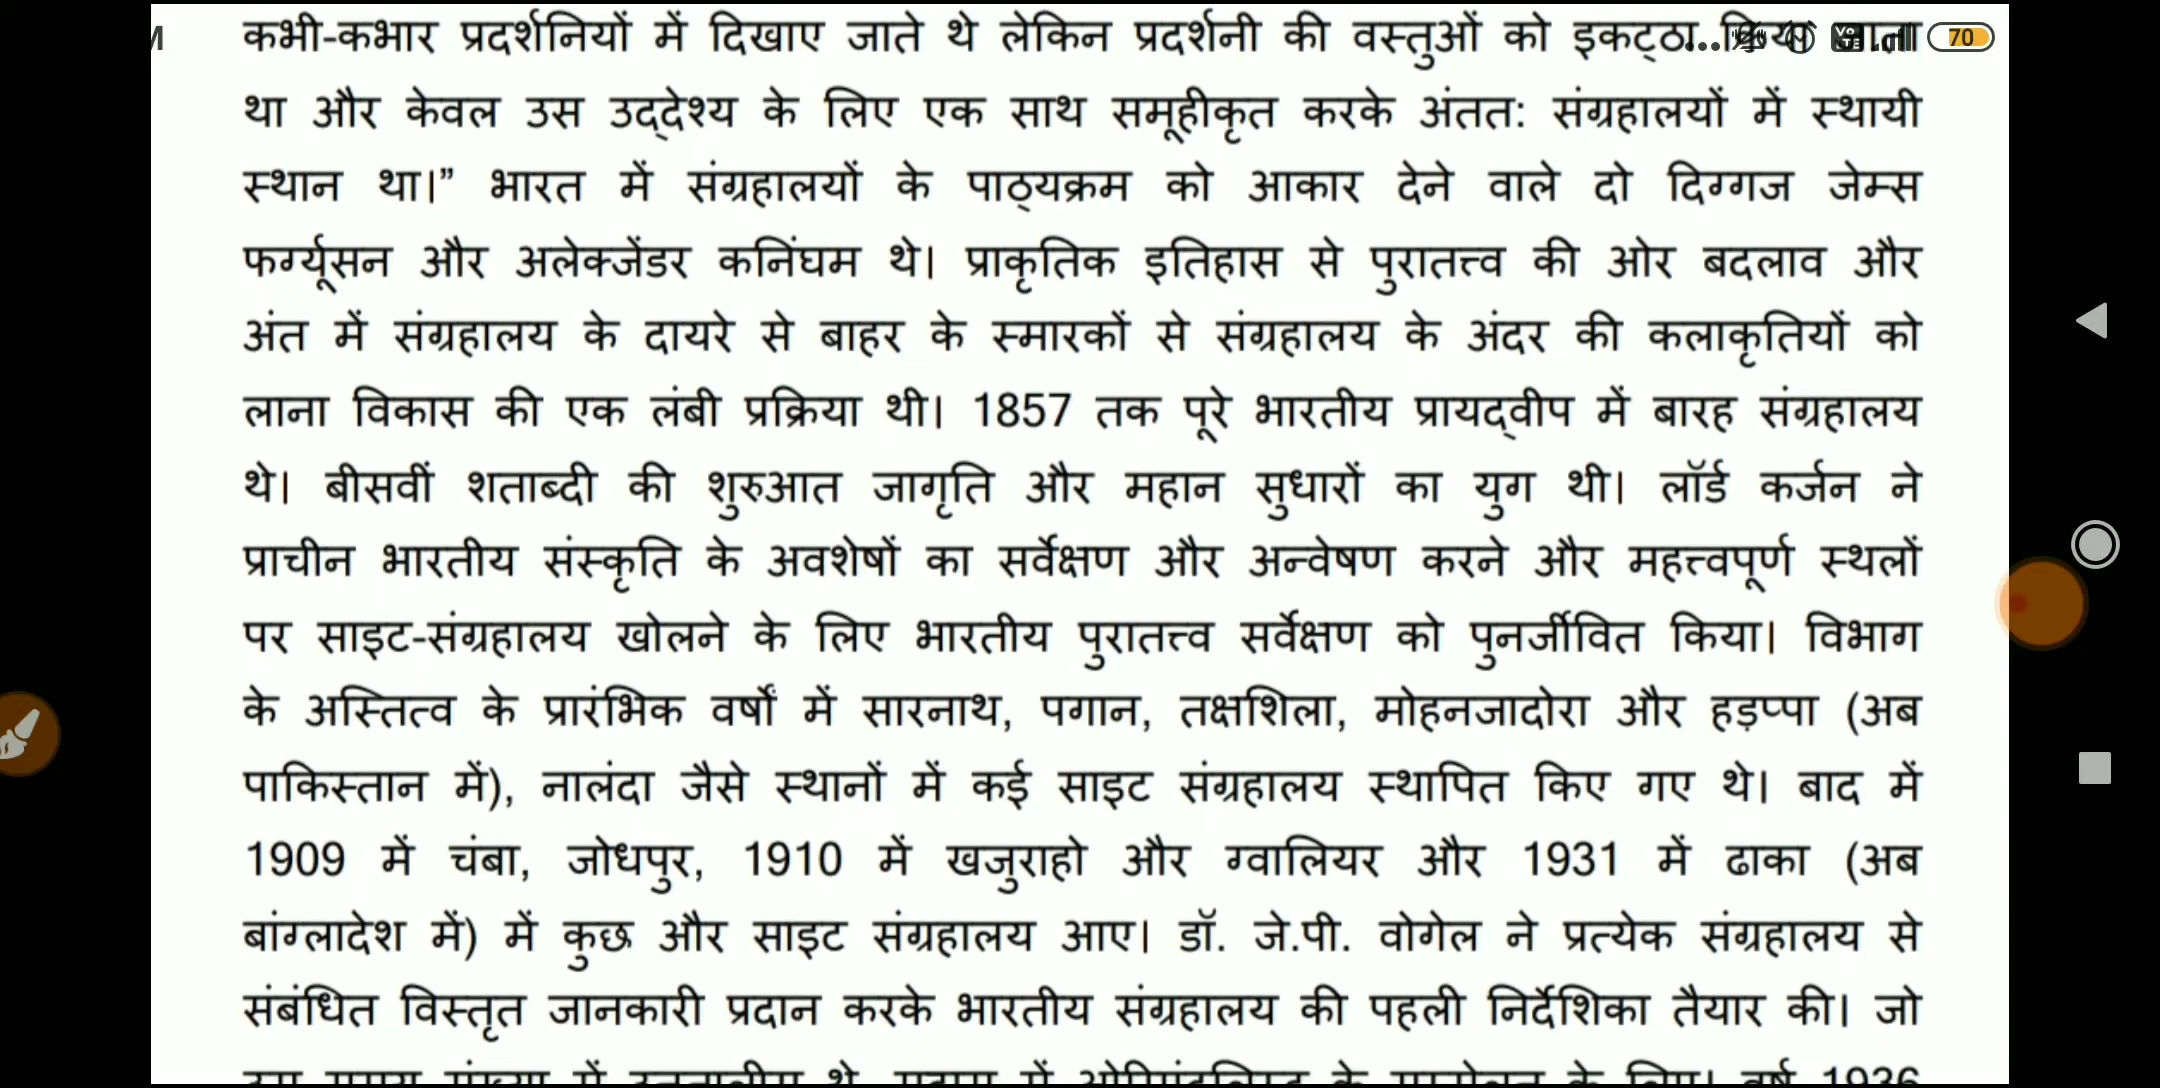 कभी-कभार प्रदर्शनियों में दिखाए जाते थे लेकिन प्रदर्शनी की वस्तुओं को इकट्ठा किया जाता
70
था और केवल उस उद्देश्य के लिए एक साथ समूहीकृत करके अंतत: संग्रहालयों में स्थायी
स्थान था।” भारत में संग्रहालयों के पाठ्यक्रम को आकार देने वाले दो दिग्गज जेम्स
फर्ग्यूसन और अलेक्जेंडर कनिंघम थे। प्राकृतिक इतिहास से पुरातत्त्व की ओर बदलाव और
अंत में संग्रहालय के दायरे से बाहर के स्मारकों से संग्रहालय के अंदर की कलाकृतियों को
लाना विकास की एक लंबी प्रक्रिया थी। 1857 तक पूरे भारतीय प्रायद्वीप में बारह संग्रहालय
थे। बीसवीं शताब्दी की शुरुआत जागृति और महान सुधारों का युग थी। लॉर्ड कर्जन ने
प्राचीन भारतीय संस्कृति के अवशेषों का सर्वेक्षण और अन्वेषण करने और महत्त्वपूर्ण स्थलों
पर साइट-संग्रहालय खोलने के लिए भारतीय पुरातत्त्व सर्वेक्षण को पुनर्जीवित किया। विभाग
के अस्तित्व के प्रारंभिक वर्षों में सारनाथ, पगान, तक्षशिला, मोहनजादोरा और हड़प्पा (अब
पाकिस्तान में), नालंदा जैसे स्थानों में कई साइट संग्रहालय स्थापित किए गए थे। बाद में
1909 में चंबा, जोधपुर, 1910 में खजुराहो और ग्वालियर और 1931 में ढाका (अब
बांग्लादेश में) में कुछ और साइट संग्रहालय आए। डॉ. जे.पी. वोगेल ने प्रत्येक संग्रहालय से
संबंधित विस्तृत जानकारी प्रदान करके भारतीय संग्रहालय की पहली निर्देशिका तैयार की। जो